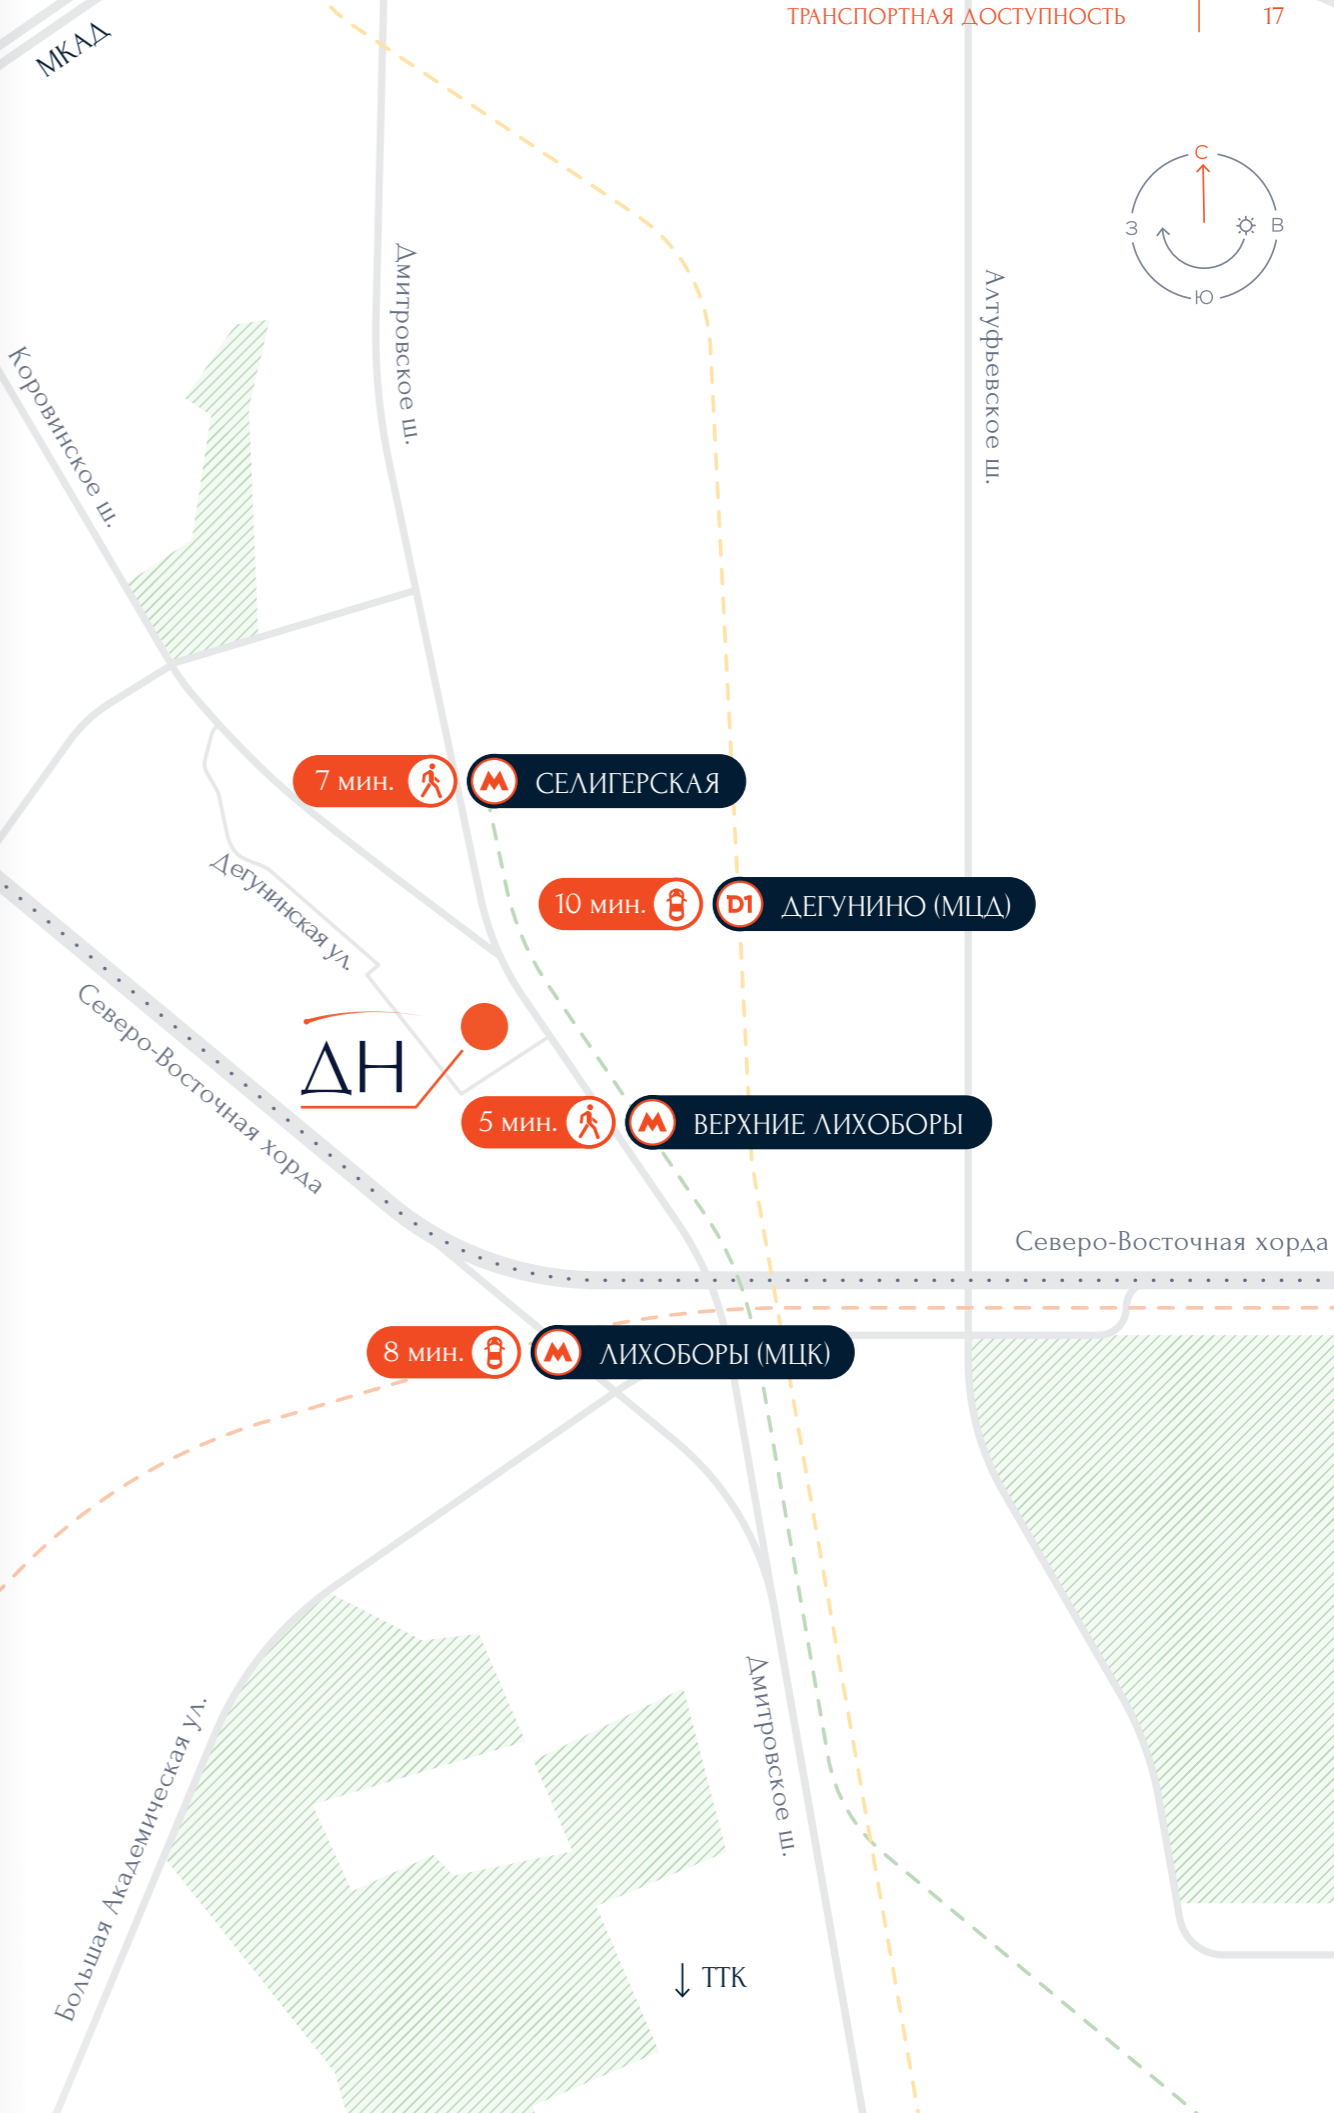 ТРАНСПОРТНАЯ ДОСТУПНОСТЬ
17
МКАД
С
З
В
Ю
Дмитровское ш.
Алтуфьевское ш.
Коровинское ш.
7 мин.
М
СЕЛИГЕРСКАЯ
Дегунинская ул.
10 мин.
D1
ДЕГУНИНО (МЦД)
Северо-Восточная хорда
ДН
5 мин.
М
ВЕРХНИЕ ЛИХОБОРЫ
Северо-Восточная хорда
8 мин.
М
ЛИХОБОРЫ (МЦК)
Дмитровское ш.
Большая Академическая ул.
↓ ТТК